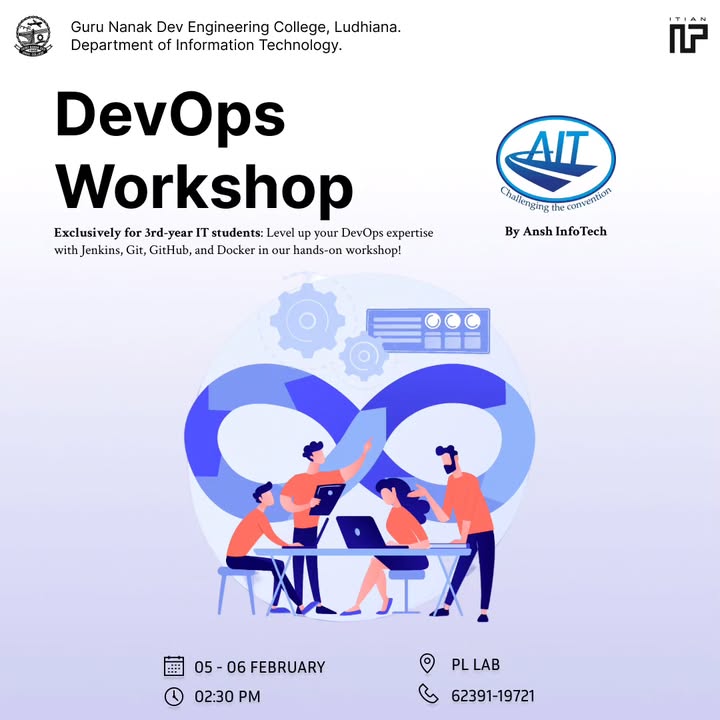 Guru Nanak Dev Engineering College, Ludhiana.
Department of Information Technology.
ITIAN
DevOps
Workshop
AIT
Challenging the convention
By Ansh InfoTech
Exclusively for 3rd-year IT students: Level up your DevOps expertise
with Jenkins, Git, GitHub, and Docker in our hands-on workshop!
05 - 06 FEBRUARY
PL LAB
02:30 PM
62391-19721